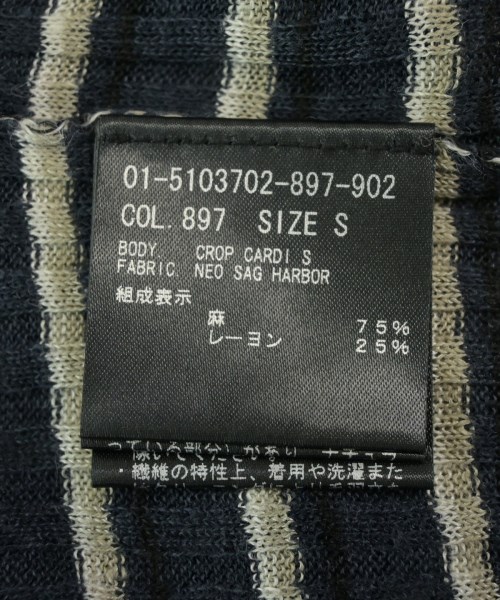 01-5103702-897-902
COL. 897 SIZE S
BODY CROP CARDI S
FABRIC NEO SAG HARBOR
組成表示
麻 75%
レーヨン 25%
・繊維の特性上、着用や洗濯また